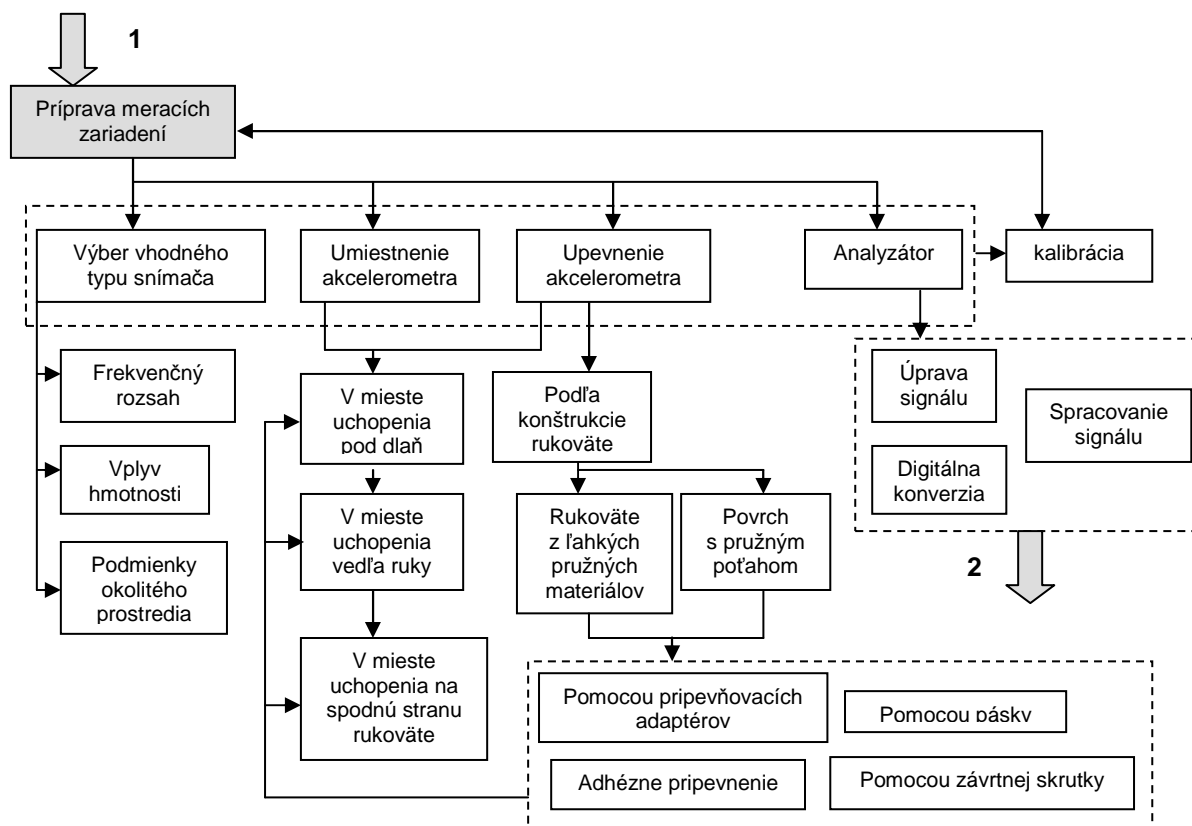 1
Príprava meracích
zariadení
Výber vhodného
typu snímača
Umiestnenie
akcelerometra
Upevnenie
akcelerometra
Analyzátor
kalibrácia
Frekvenčný
rozsah
Vplyv
hmotnosti
Podmienky
okolitého
prostredia
V mieste
uchopenia
pod dlaň
V mieste
uchopenia
vedľa ruky
V mieste
uchopenia na
spodnú stranu
rukoväte
Podľa
konštrukcie
rukoväte
Rukoväte
z ľahkých
pružných
materiálov
Povrch
s pružným
poťahom
Úprava
signálu
Spracovanie
signálu
Digitálna
konverzia
2
Pomocou pripevňovacích
adaptérov
Pomocou pásky
Adhézne pripevnenie
Pomocou závrtnej skrutky